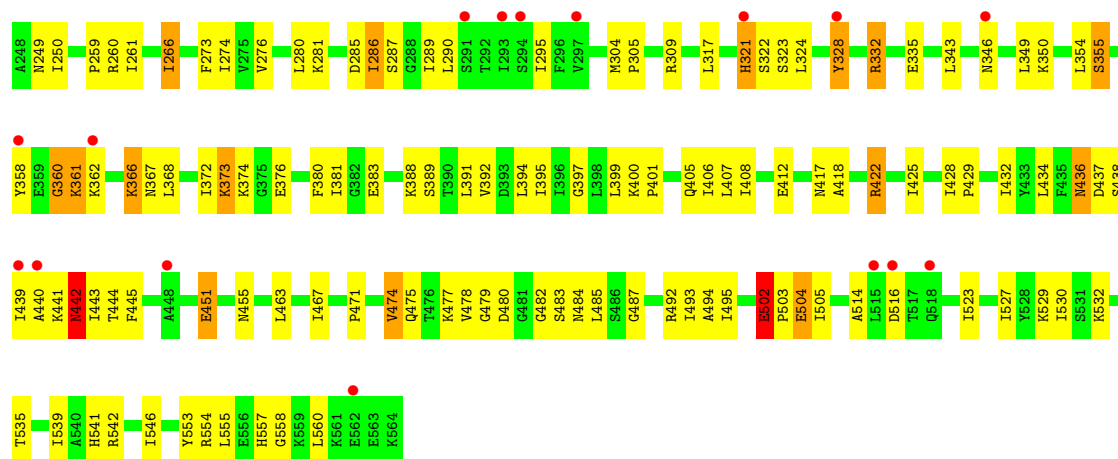 A248 N249 I250 P259 R260 I261 I266 F273 I274 V275 V276 L280 K281 D285 I286 S287 G288 I289 L290 S291 T292 I293 S294 I295 F296 V297 M304 P305 R309 L317 H321 S322 S323 L324 Y328 R332 E335 L343 N346 L349 K350 L354 S355
Y358 E359 G360 K361 K362 K366 N367 L368 I372 K373 K374 G375 E376 F380 I381 G382 E383 K388 S389 T390 L391 V392 D393 L394 I395 I396 G397 L398 L399 K400 P401 Q405 I406 L407 I408 E412 N417 A418 R422 I425 I428 P429 I432 Y433 L434 F435 N436 D437 S438
I439 A440 K441 N442 I443 T444 F445 A448 E451 N455 L463 I467 P471 V474 Q475 T476 K477 V478 G479 D480 G481 G482 S483 N484 L485 S486 G487 R492 I493 A494 I495 E502 P503 E504 I505 A514 L515 D516 T517 Q518 I523 I527 Y528 K529 I530 S531 K532
T535 I539 A540 H541 R542 I546 Y553 R554 L555 E556 H557 G558 K559 L560 K561 E562 E563 K564